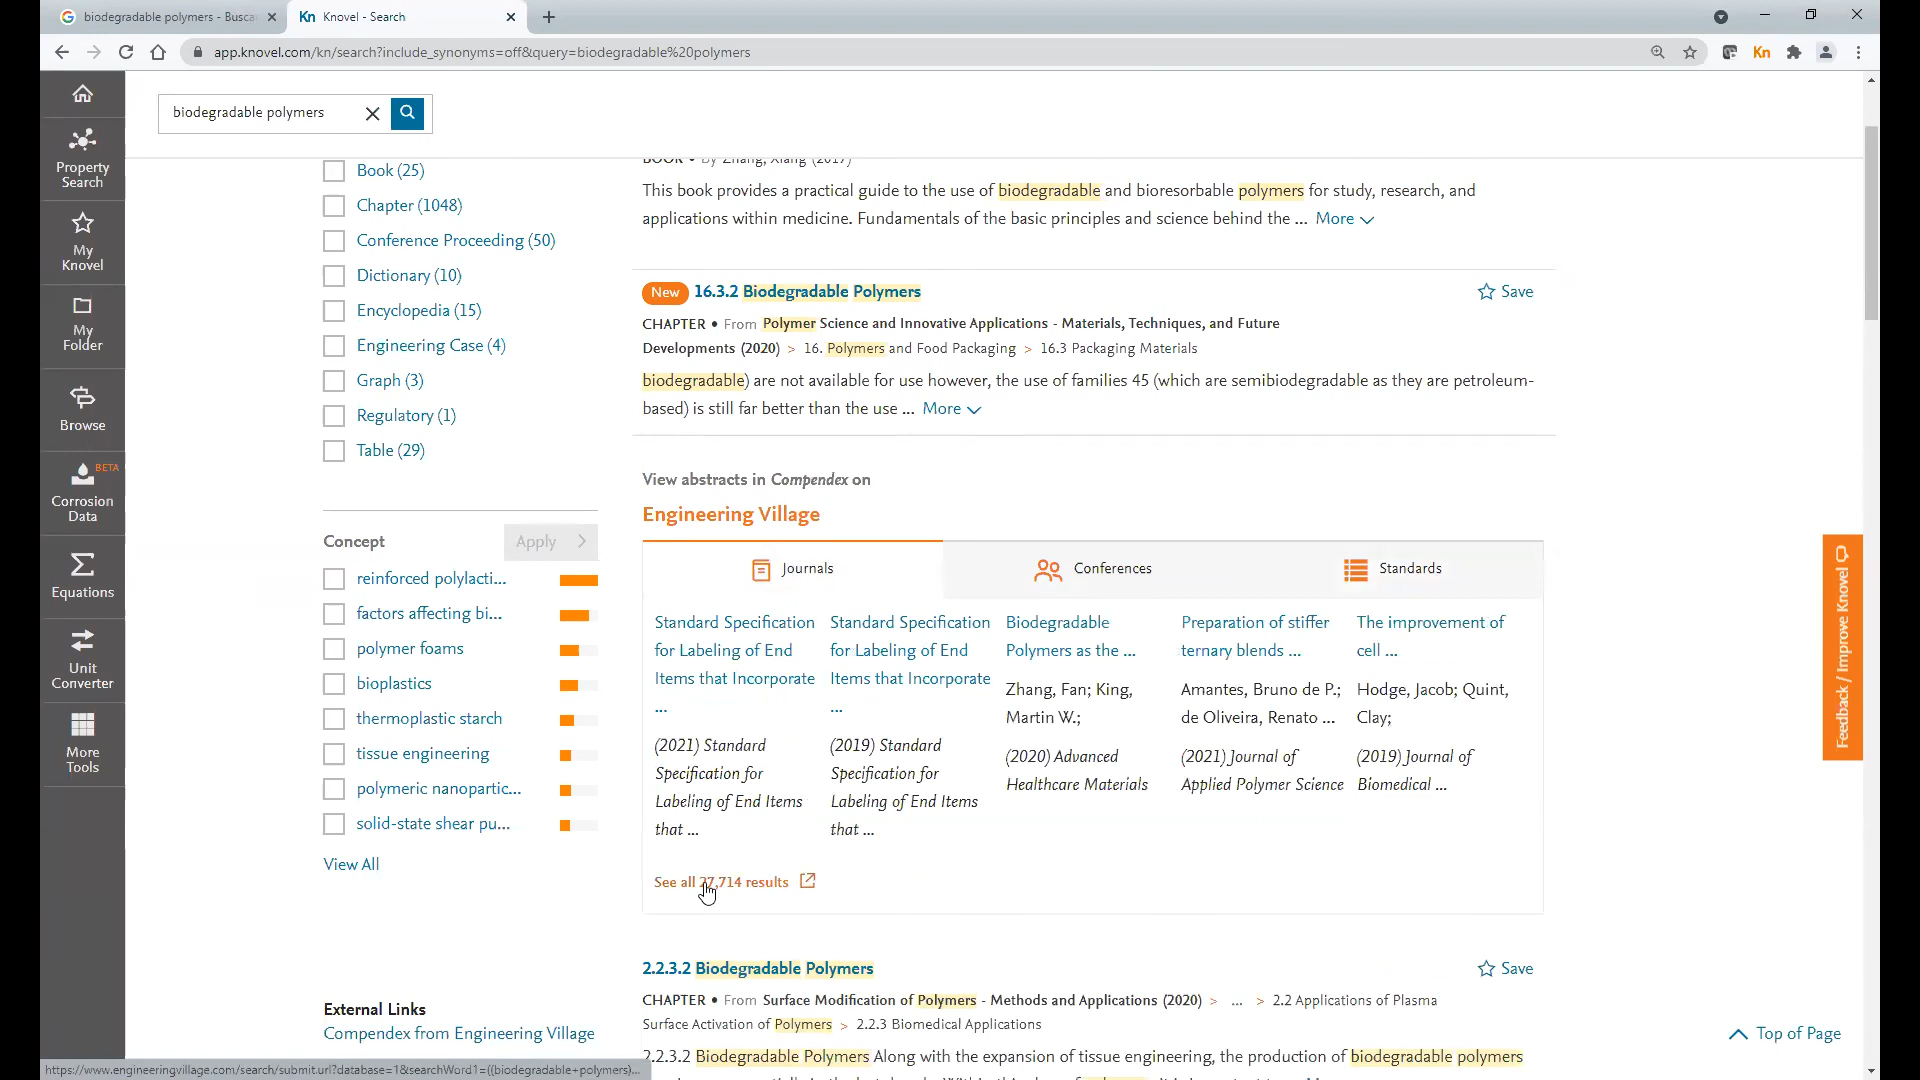 biodegradable polymers - Busca
Knovel - Search
app.knovel.com/kn/search?include_synonyms=off&query=biodegradable%20polymers
Kn
biodegradable polymers
Property
Search
My
Knovel
My
Folder
Browse
BETA
Corrosion
Data
Equations
Unit
Converter
More
Tools
Book (25)
Chapter (1048)
Conference Proceeding (50)
Dictionary (10)
Encyclopedia (15)
Engineering Case (4)
Graph (3)
Regulatory (1)
Table (29)
Concept
Apply
reinforced polylacti...
factors affecting bi...
polymer foams
bioplastics
thermoplastic starch
tissue engineering
polymeric nanopartic...
solid-state shear pu...
View All
External Links
Compendex from Engineering Village
BOOK • By Zhang, Xiang (2017)
This book provides a practical guide to the use of biodegradable and bioresorbable polymers for study, research, and
applications within medicine. Fundamentals of the basic principles and science behind the ... More
New 16.3.2 Biodegradable Polymers
Save
CHAPTER • From Polymer Science and Innovative Applications - Materials, Techniques, and Future
Developments (2020) > 16. Polymers and Food Packaging > 16.3 Packaging Materials
biodegradable) are not available for use however, the use of families 45 (which are semibiodegradable as they are petroleum-
based) is still far better than the use ... More
View abstracts in Compendex on
Engineering Village
Journals
Conferences
Standards
Standard Specification
for Labeling of End
Items that Incorporate
...
(2021) Standard
Specification for
Labeling of End Items
that ...
Standard Specification
for Labeling of End
Items that Incorporate
...
(2019) Standard
Specification for
Labeling of End Items
that ...
Biodegradable
Polymers as the ...
Zhang, Fan; King,
Martin W.;
(2020) Advanced
Healthcare Materials
Preparation of stiffer
ternary blends ...
Amantes, Bruno de P.;
de Oliveira, Renato ...
(2021) Journal of
Applied Polymer Science
The improvement of
cell ...
Hodge, Jacob; Quint,
Clay;
(2019) Journal of
Biomedical ...
See all 27,714 results
2.2.3.2 Biodegradable Polymers
Save
CHAPTER • From Surface Modification of Polymers - Methods and Applications (2020) > ... > 2.2 Applications of Plasma
Surface Activation of Polymers > 2.2.3 Biomedical Applications
2.2.3.2 Biodegradable Polymers Along with the expansion of tissue engineering, the production of biodegradable polymers
Feedback / Improve Knovel
Top of Page
https://www.engineeringvillage.com/search/submit.url?database=1&searchWord1=((biodegradable+polymers)...